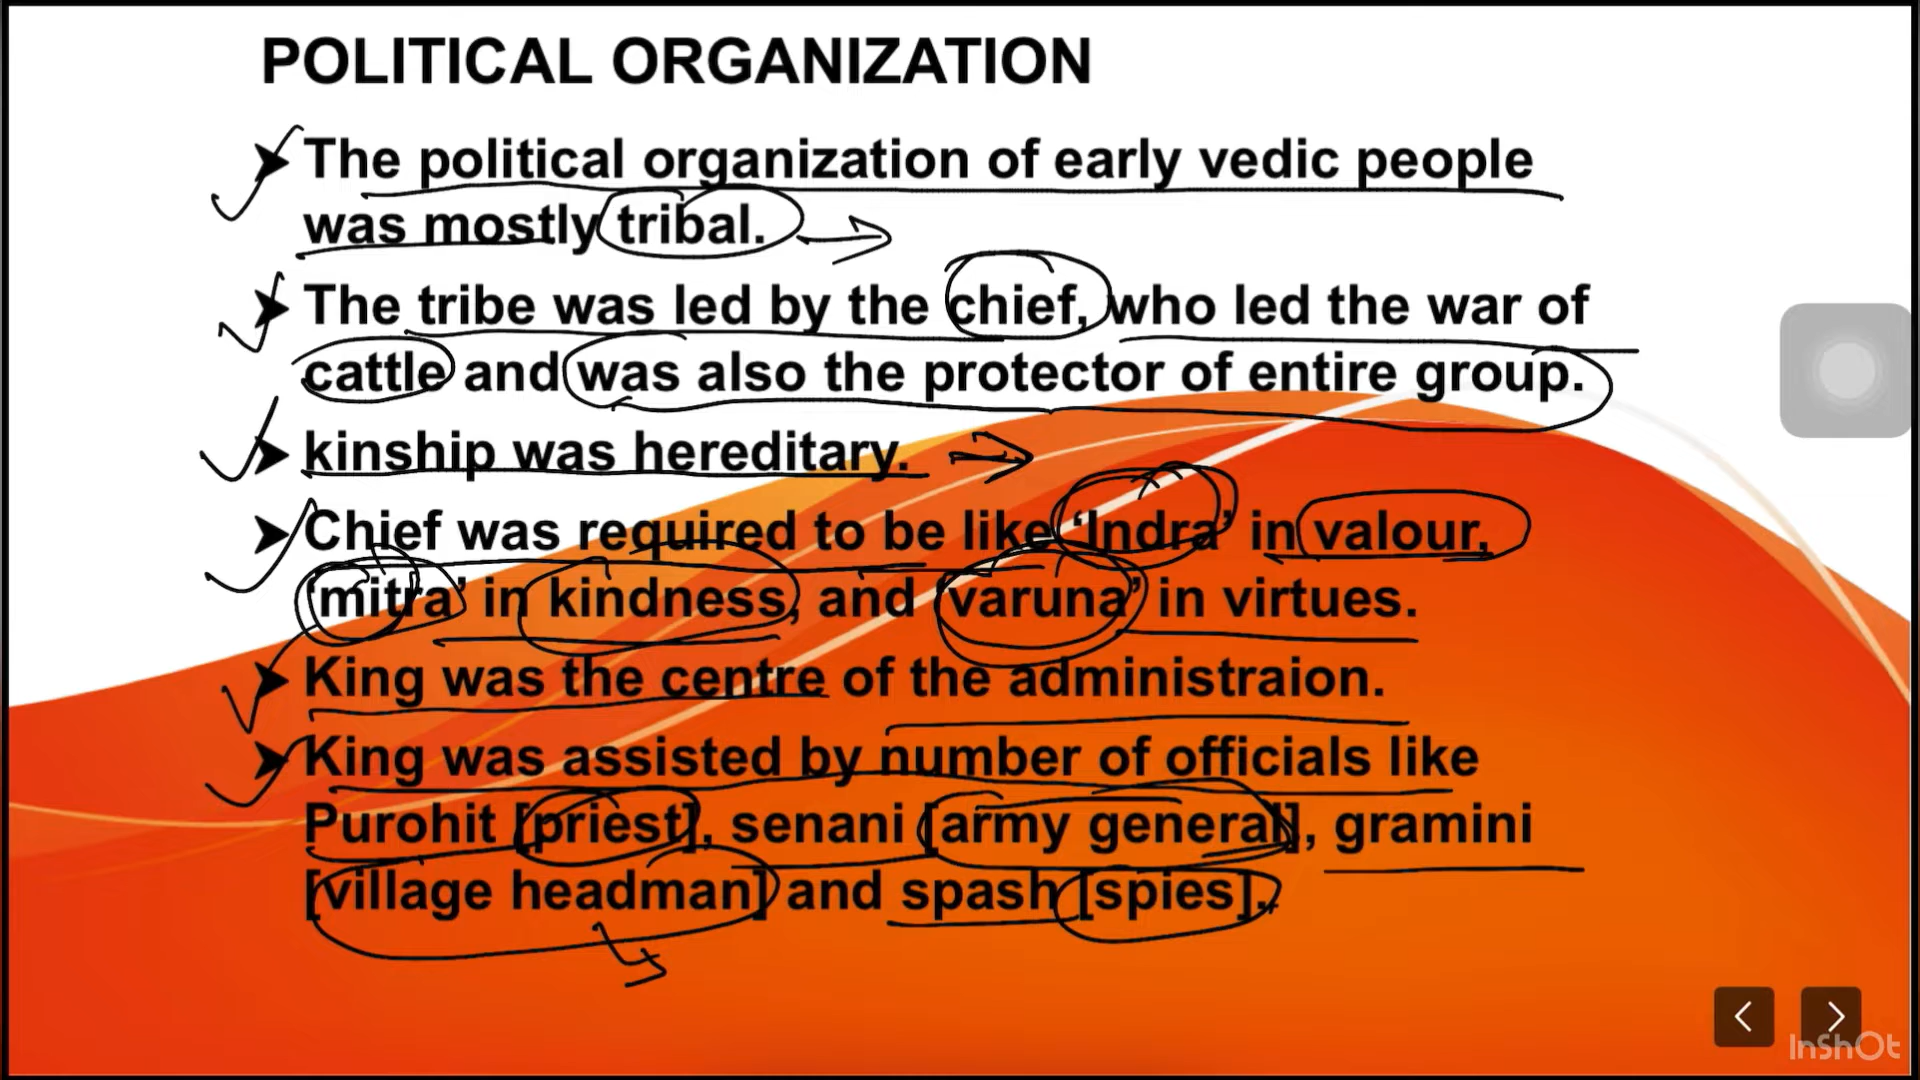 POLITICAL ORGANIZATION
➤ The political organization of early vedic people
was mostly tribal.
➤ The tribe was led by the chief, who led the war of
cattle and was also the protector of entire group.
➤ kinship was hereditary.
➤ Chief was required to be like ‘Indra’ in valour,
‘mitra’ in kindness, and ‘varuna’ in virtues.
➤ King was the centre of the administraion.
➤ King was assisted by number of officials like
Purohit [priest], senani [army general], gramini
[village headman] and spash [spies].
InShOt